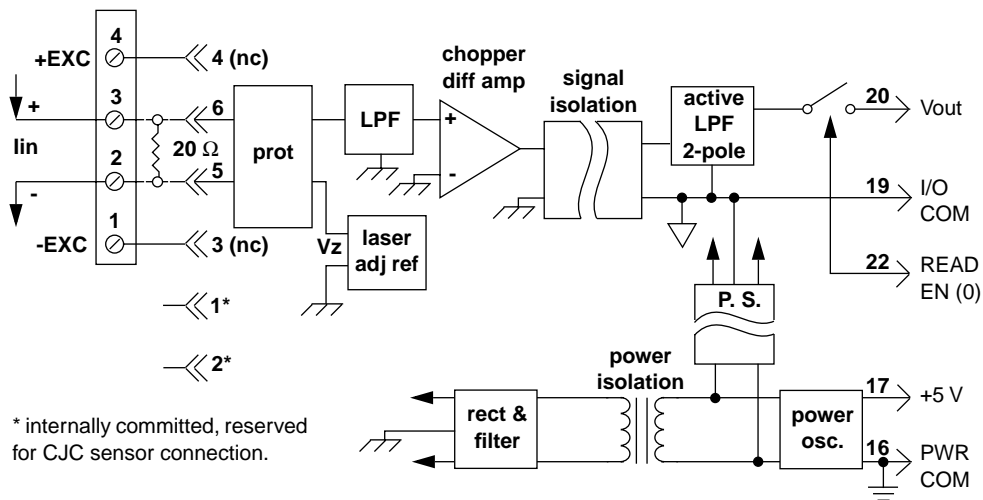 4
+EXC
4 (nc)
chopper
diff amp
signal
isolation
active
LPF
2-pole
20
Vout
+
3
6
LPF
+
Iin
20 Ω
prot
2
5
-
-
19
I/O
COM
1
-EXC
3 (nc)
Vz
laser
adj ref
22
READ
EN (0)
1*
P. S.
2*
power
isolation
17
+5 V
* internally committed, reserved
for CJC sensor connection.
rect &
filter
power
osc.
16
PWR
COM